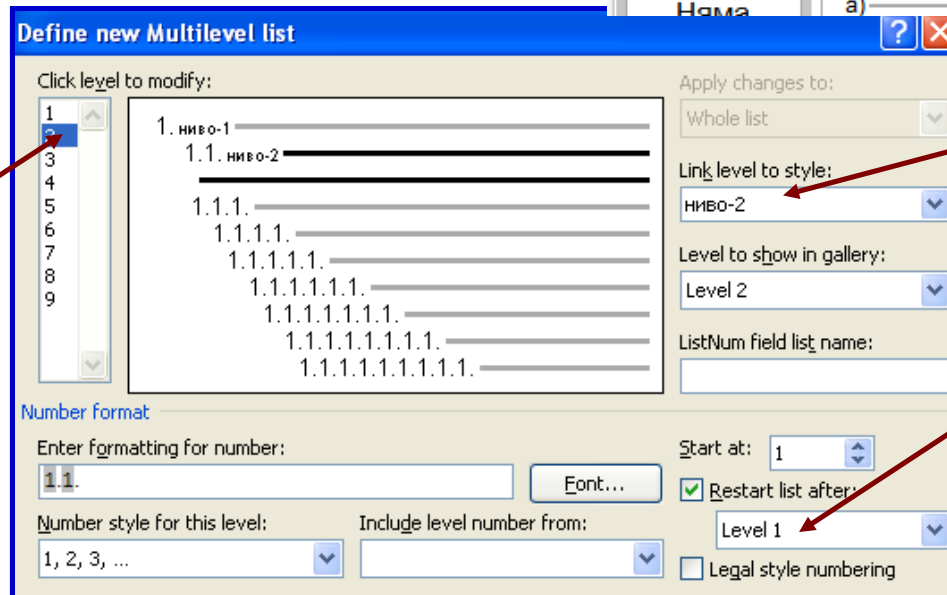 Няма
a)
Define new Multilevel list
Click level to modify:
1
2
3
4
5
6
7
8
9
1. ниво-1
1.1. ниво-2
1.1.1.
1.1.1.1.
1.1.1.1.1.
1.1.1.1.1.1.
1.1.1.1.1.1.1.
1.1.1.1.1.1.1.1.
1.1.1.1.1.1.1.1.1.
Apply changes to:
Whole list
Link level to style:
ниво-2
Level to show in gallery:
Level 2
ListNum field list name:
Number format
Enter formatting for number:
1.1.
Font...
Number style for this level:
1, 2, 3, ...
Include level number from:
Start at: 1
Restart list after:
Level 1
Legal style numbering